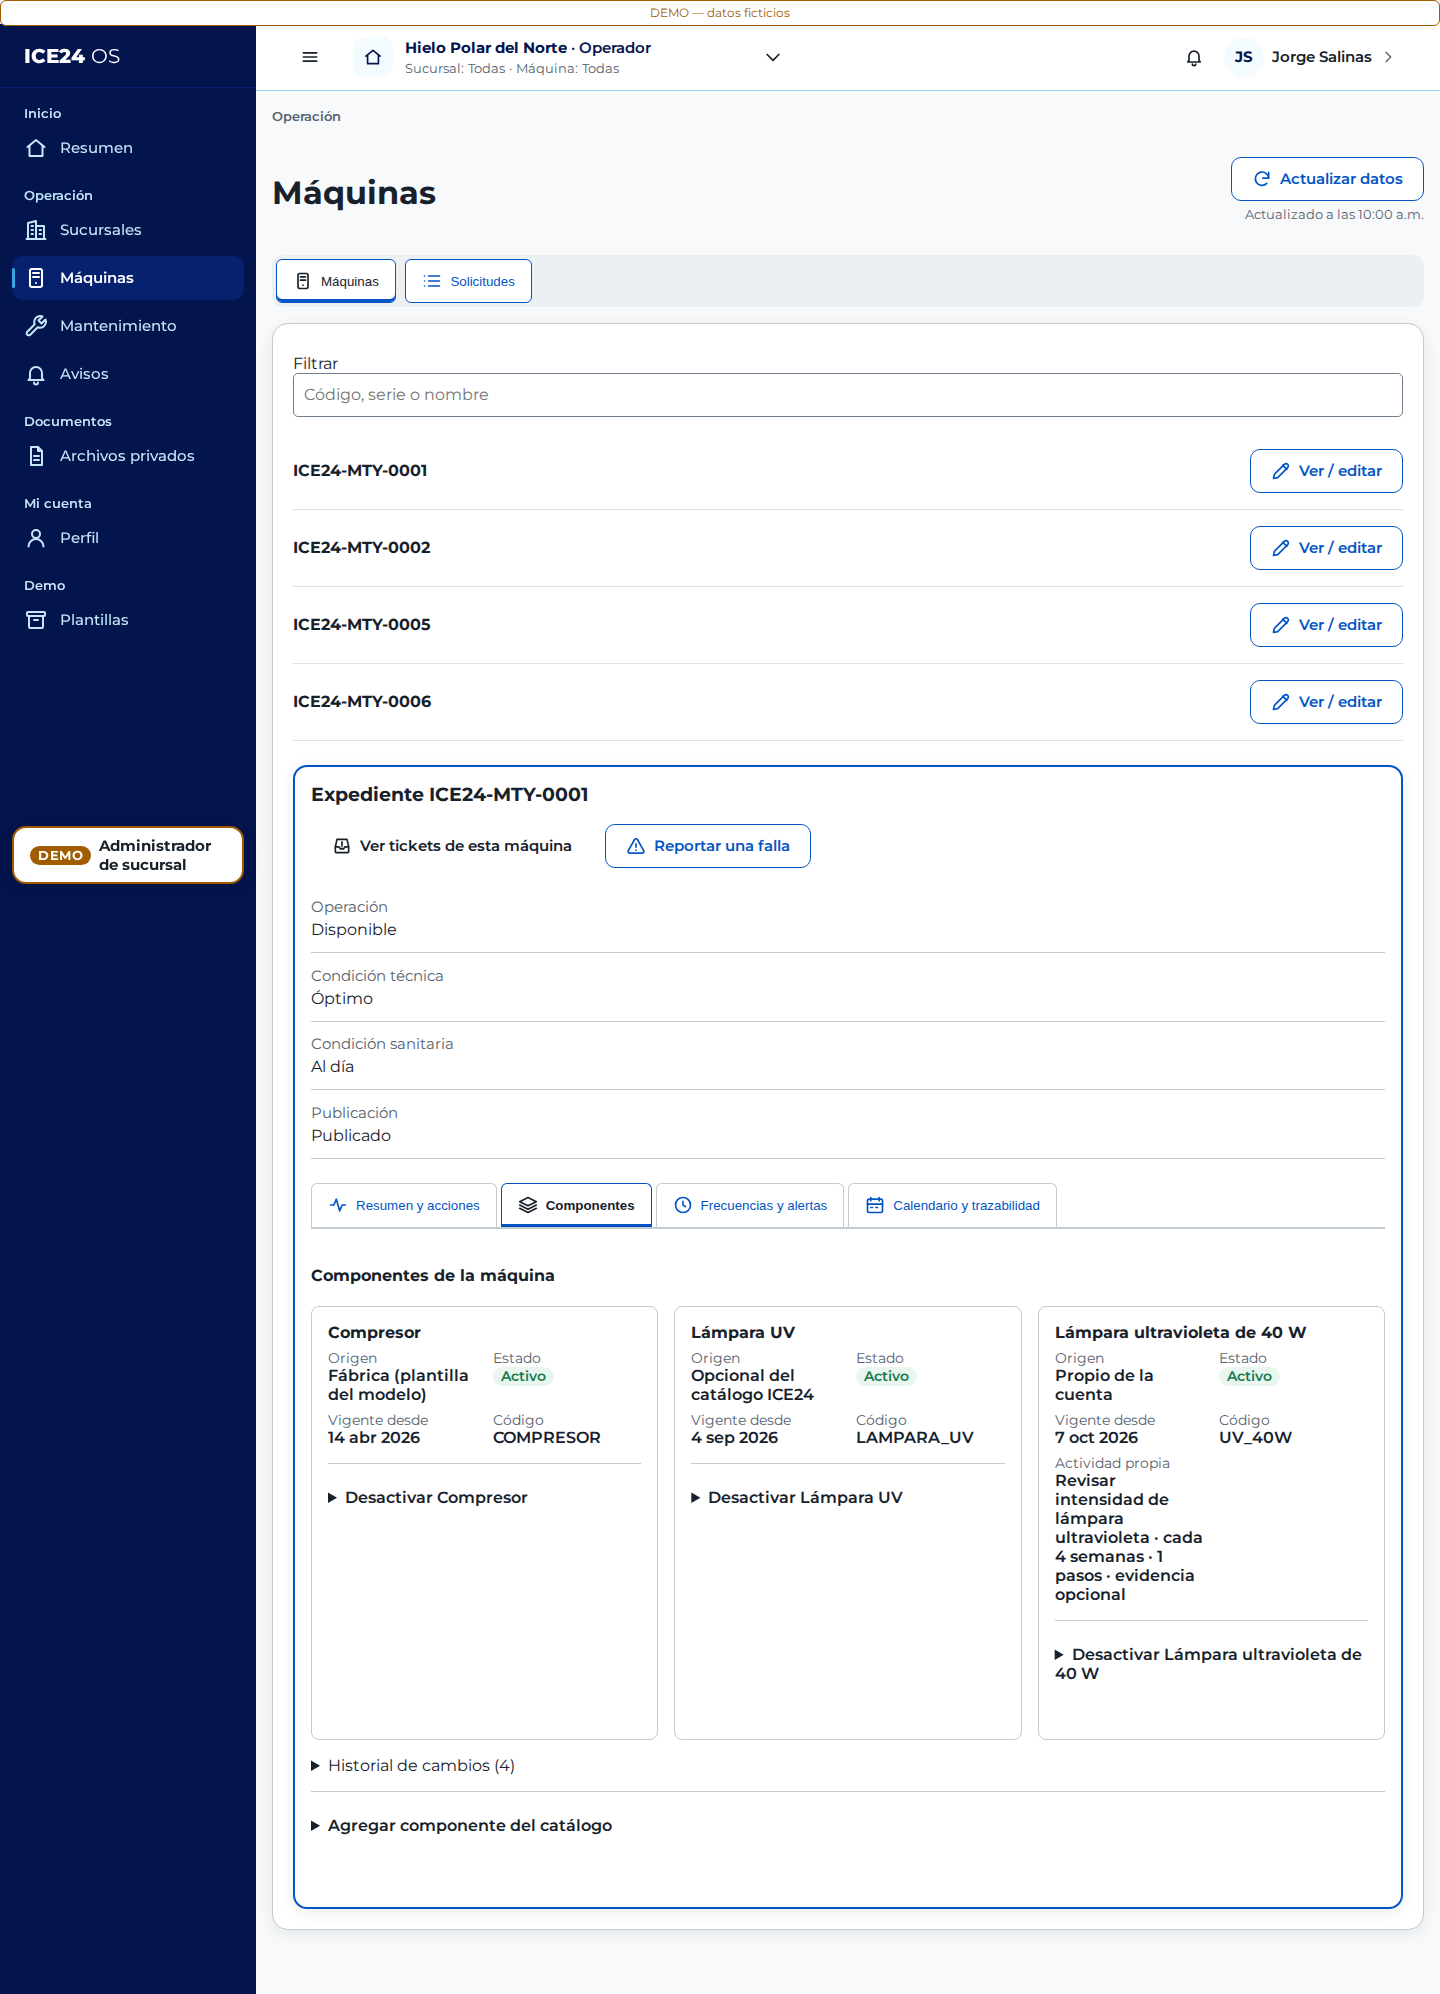 DEMO — datos ficticios
ICE24 OS
Inicio
Resumen
Operación
Sucursales
Máquinas
Mantenimiento
Avisos
Documentos
Archivos privados
Mi cuenta
Perfil
Demo
Plantillas
DEMO Administrador de sucursal
Hielo Polar del Norte · Operador
Sucursal: Todas · Máquina: Todas
JS Jorge Salinas
Operación
Máquinas
Actualizar datos
Actualizado a las 10:00 a.m.
Máquinas Solicitudes
Filtrar
Código, serie o nombre
ICE24-MTY-0001 Ver / editar
ICE24-MTY-0002 Ver / editar
ICE24-MTY-0005 Ver / editar
ICE24-MTY-0006 Ver / editar
Expediente ICE24-MTY-0001
Ver tickets de esta máquina Reportar una falla
Operación
Disponible
Condición técnica
Óptimo
Condición sanitaria
Al día
Publicación
Publicado
Resumen y acciones Componentes Frecuencias y alertas Calendario y trazabilidad
Componentes de la máquina
Compresor
Origen Estado
Fábrica (plantilla del modelo) Activo
Vigente desde Código
14 abr 2026 COMPRESOR
Desactivar Compresor
Lámpara UV
Origen Estado
Opcional del catálogo ICE24 Activo
Vigente desde Código
4 sep 2026 LAMPARA_UV
Desactivar Lámpara UV
Lámpara ultravioleta de 40 W
Origen Estado
Propio de la cuenta Activo
Vigente desde Código
7 oct 2026 UV_40W
Actividad propia
Revisar
intensidad de
lámpara
ultravioleta · cada
4 semanas · 1
pasos · evidencia
opcional
Desactivar Lámpara ultravioleta de
40 W
Historial de cambios (4)
Agregar componente del catálogo